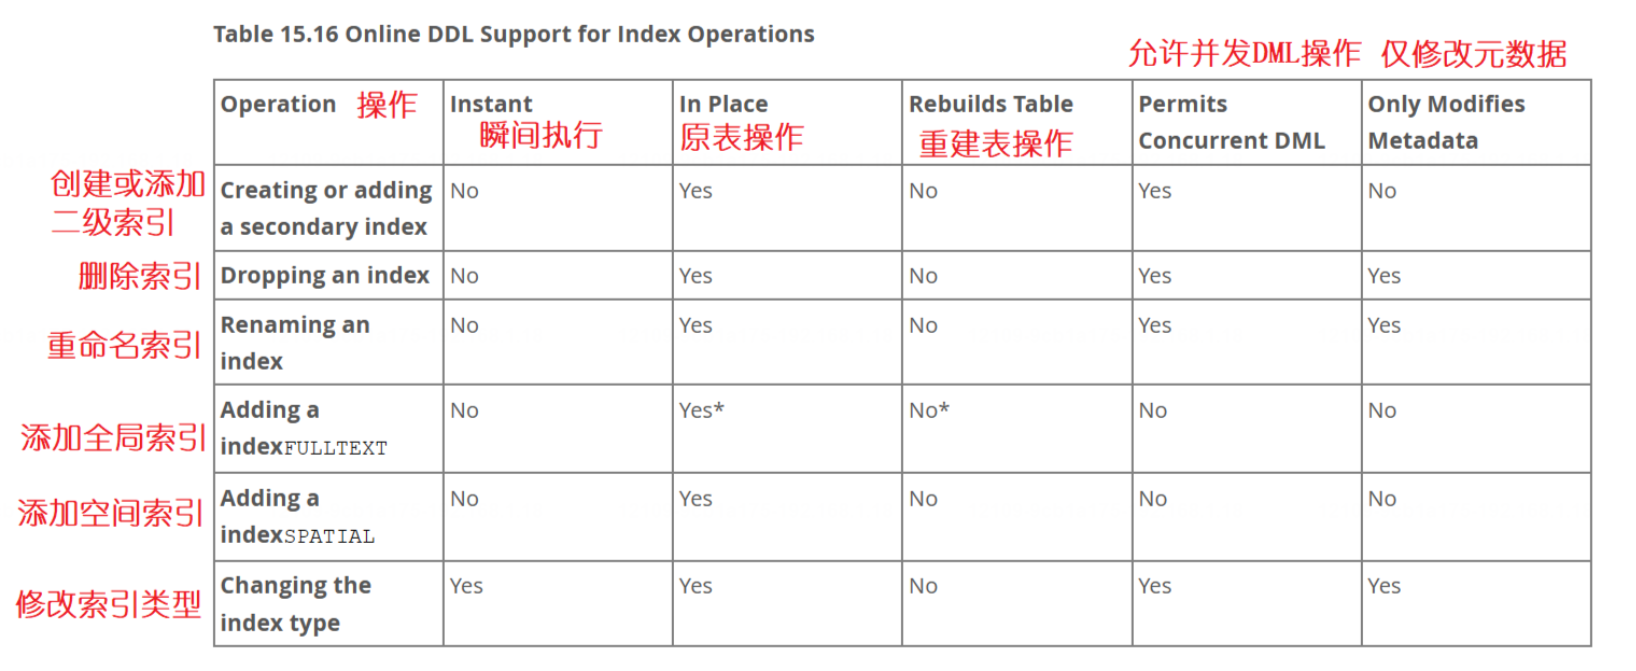 Table 15.16 Online DDL Support for Index Operations
允许并发DML操作 仅修改元数据
Operation 操作
Instant
瞬间执行
In Place
原表操作
Rebuilds Table
重建表操作
Permits
Concurrent DML
Only Modifies
Metadata
创建或添加
二级索引
Creating or adding
a secondary index
No
Yes
No
Yes
No
删除索引
Dropping an index
No
Yes
No
Yes
Yes
重命名索引
Renaming an
index
No
Yes
No
Yes
Yes
添加全局索引
Adding a
indexFULLTEXT
No
Yes*
No*
No
No
添加空间索引
Adding a
indexSPATIAL
No
Yes
No
No
No
修改索引类型
Changing the
index type
Yes
Yes
No
Yes
Yes